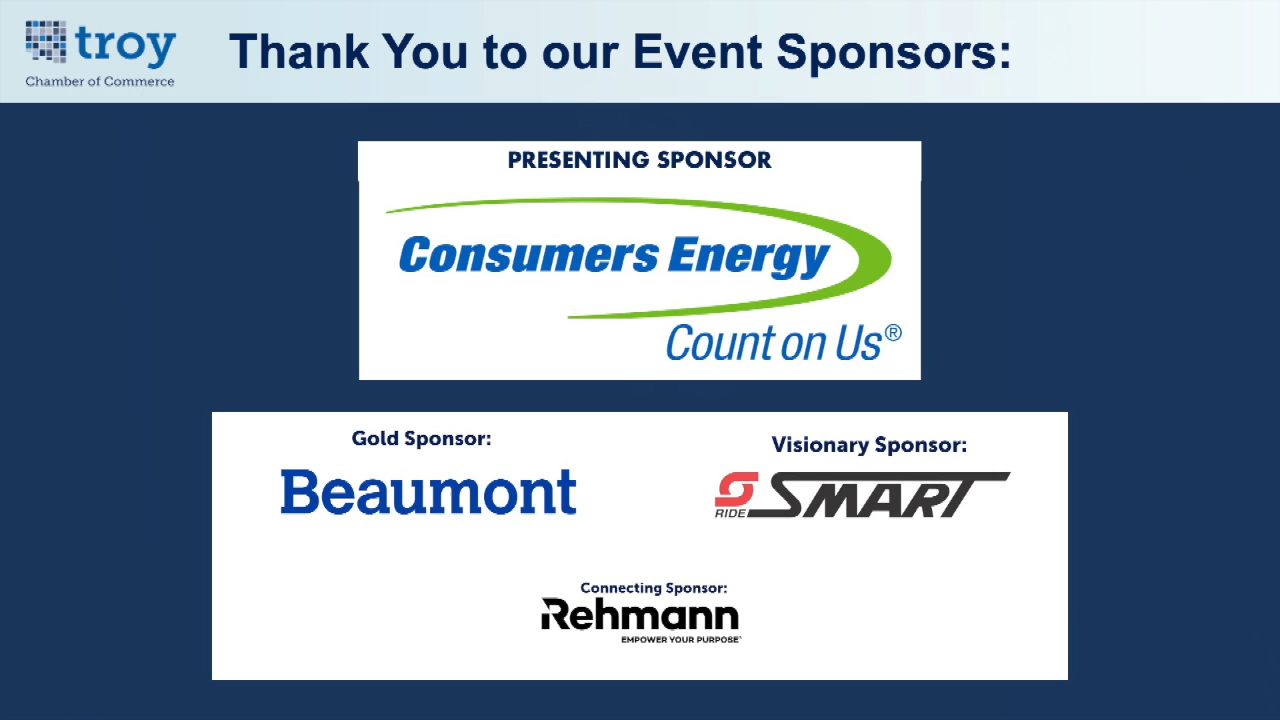 troy
Chamber of Commerce
Thank You to our Event Sponsors:
PRESENTING SPONSOR
Consumers Energy
Count on Us®
Gold Sponsor:
Beaumont
Visionary Sponsor:
RIDE SMART
Connecting Sponsor:
Rehmann
EMPOWER YOUR PURPOSE